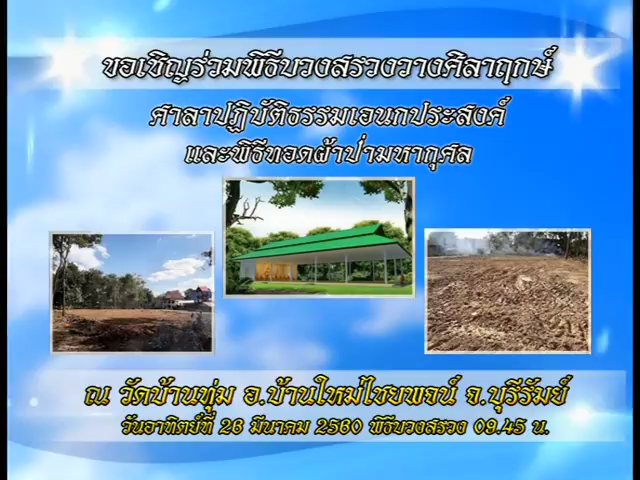 ขอเชิญร่วมพิธีบวงสรวงวางศิลาฤกษ์
ศาลาปฏิบัติธรรมเอนกประสงค์
และพิธีทอดผ้าป่ามหากุศล
ณ วัดบ้านทุ่ม อ.บ้านใหม่ไชยพจน์ จ.บุรีรัมย์
วันอาทิตย์ที่ 26 มีนาคม 2560 พิธีบวงสรวง 09.45 น.